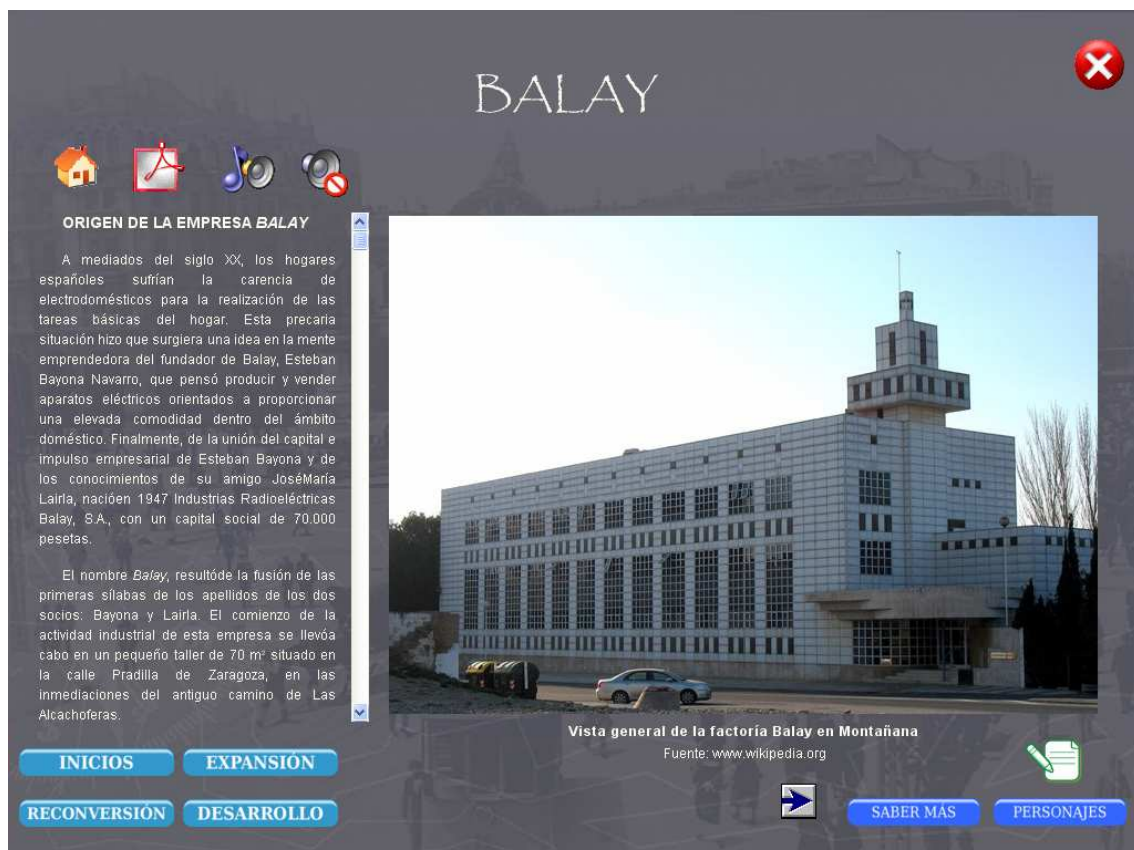 BALAY
ORIGEN DE LA EMPRESA BALAY
A mediados del siglo XX, los hogares
españoles sufrían la carencia de
electrodomésticos para la realización de las
tareas básicas del hogar. Esta precaria
situación hizo que surgiera una idea en la mente
emprendedora del fundador de Balay, Esteban
Bayona Navarro, que pensó producir y vender
aparatos eléctricos orientados a proporcionar
una elevada comodidad dentro del ámbito
doméstico. Finalmente, de la unión del capital e
impulso empresarial de Esteban Bayona y de
los conocimientos de su amigo JoséMaría
Lairla, nacióen 1947 Industrias Radioeléctricas
Balay, S.A., con un capital social de 70.000
pesetas.
El nombre Balay, resultóde la fusión de las
primeras sílabas de los apellidos de los dos
socios: Bayona y Lairla. El comienzo de la
actividad industrial de esta empresa se llevóa
cabo en un pequeño taller de 70 m² situado en
la calle Pradilla de Zaragoza, en las
inmediaciones del antiguo camino de Las
Alcachoferas.
Vista general de la factoría Balay en Montañana
Fuente: www.wikipedia.org
INICIOS
EXPANSIÓN
RECONVERSIÓN
DESARROLLO
SABER MÁS
PERSONAJES